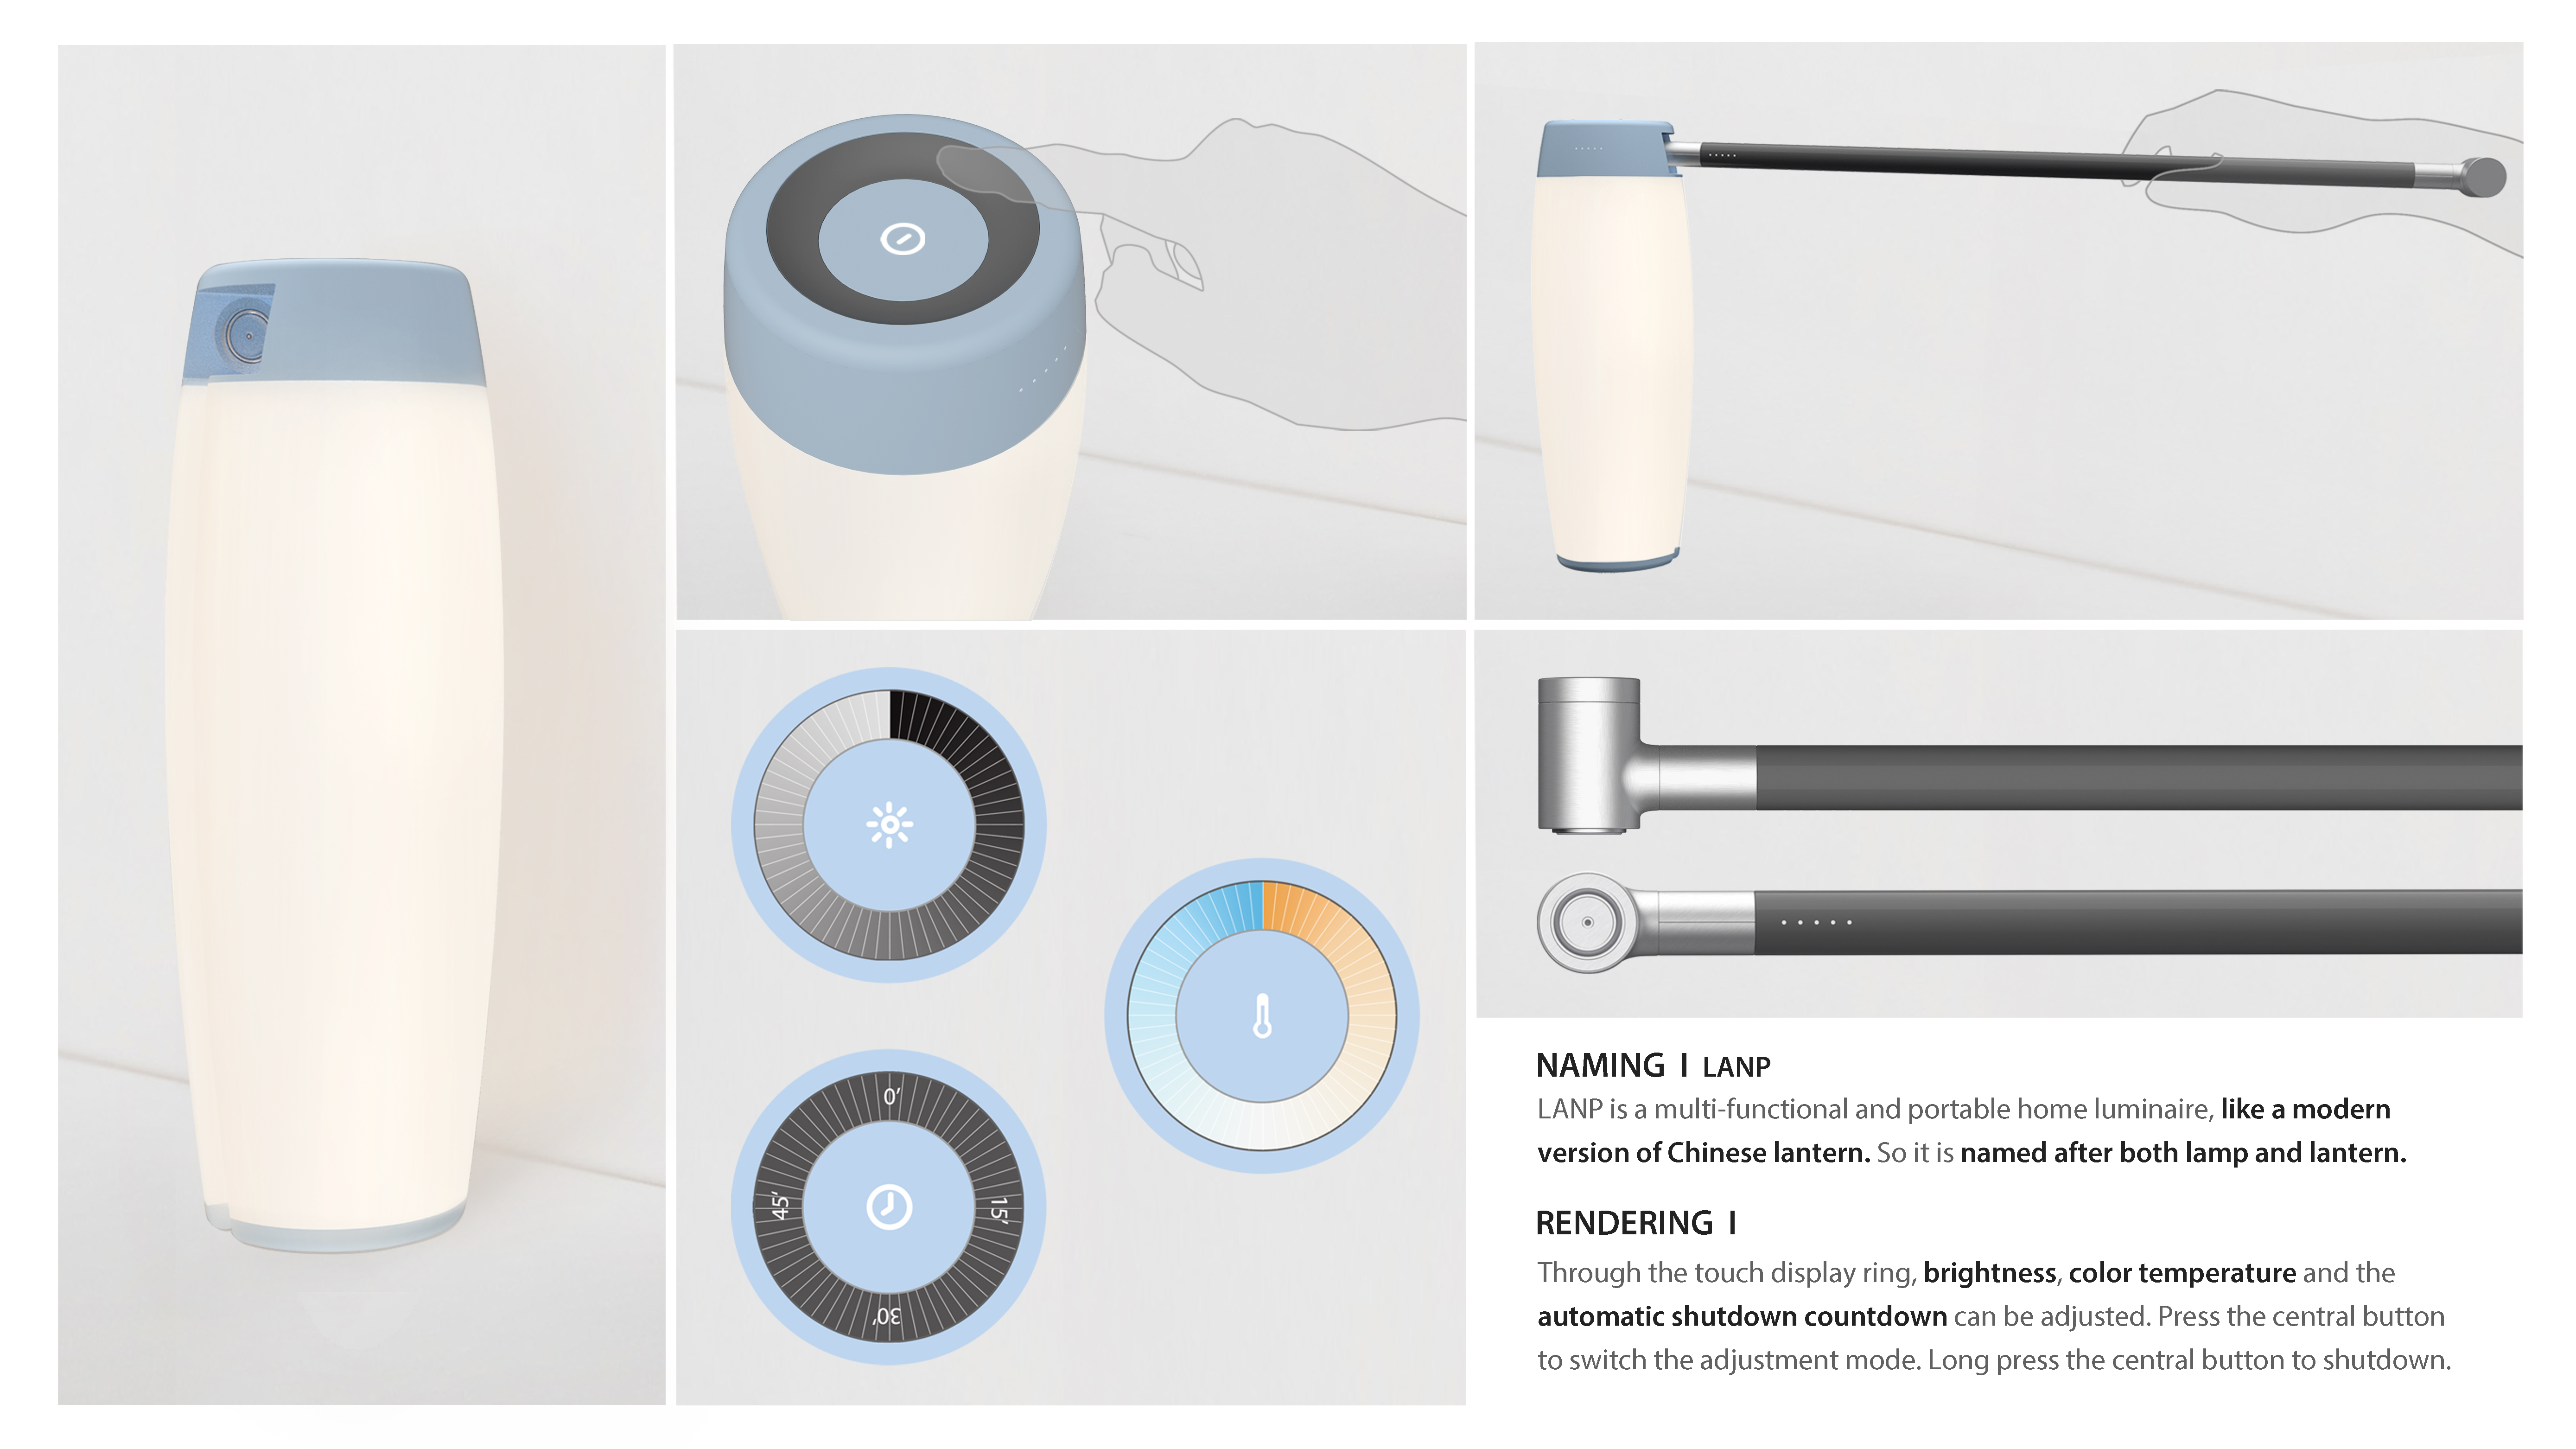 0'
15'
30'
45'
NAMING I LANP
LANP is a multi-functional and portable home luminaire, like a modern
version of Chinese lantern. So it is named after both lamp and lantern.
RENDERING I
Through the touch display ring, brightness, color temperature and the
automatic shutdown countdown can be adjusted. Press the central button
to switch the adjustment mode. Long press the central button to shutdown.